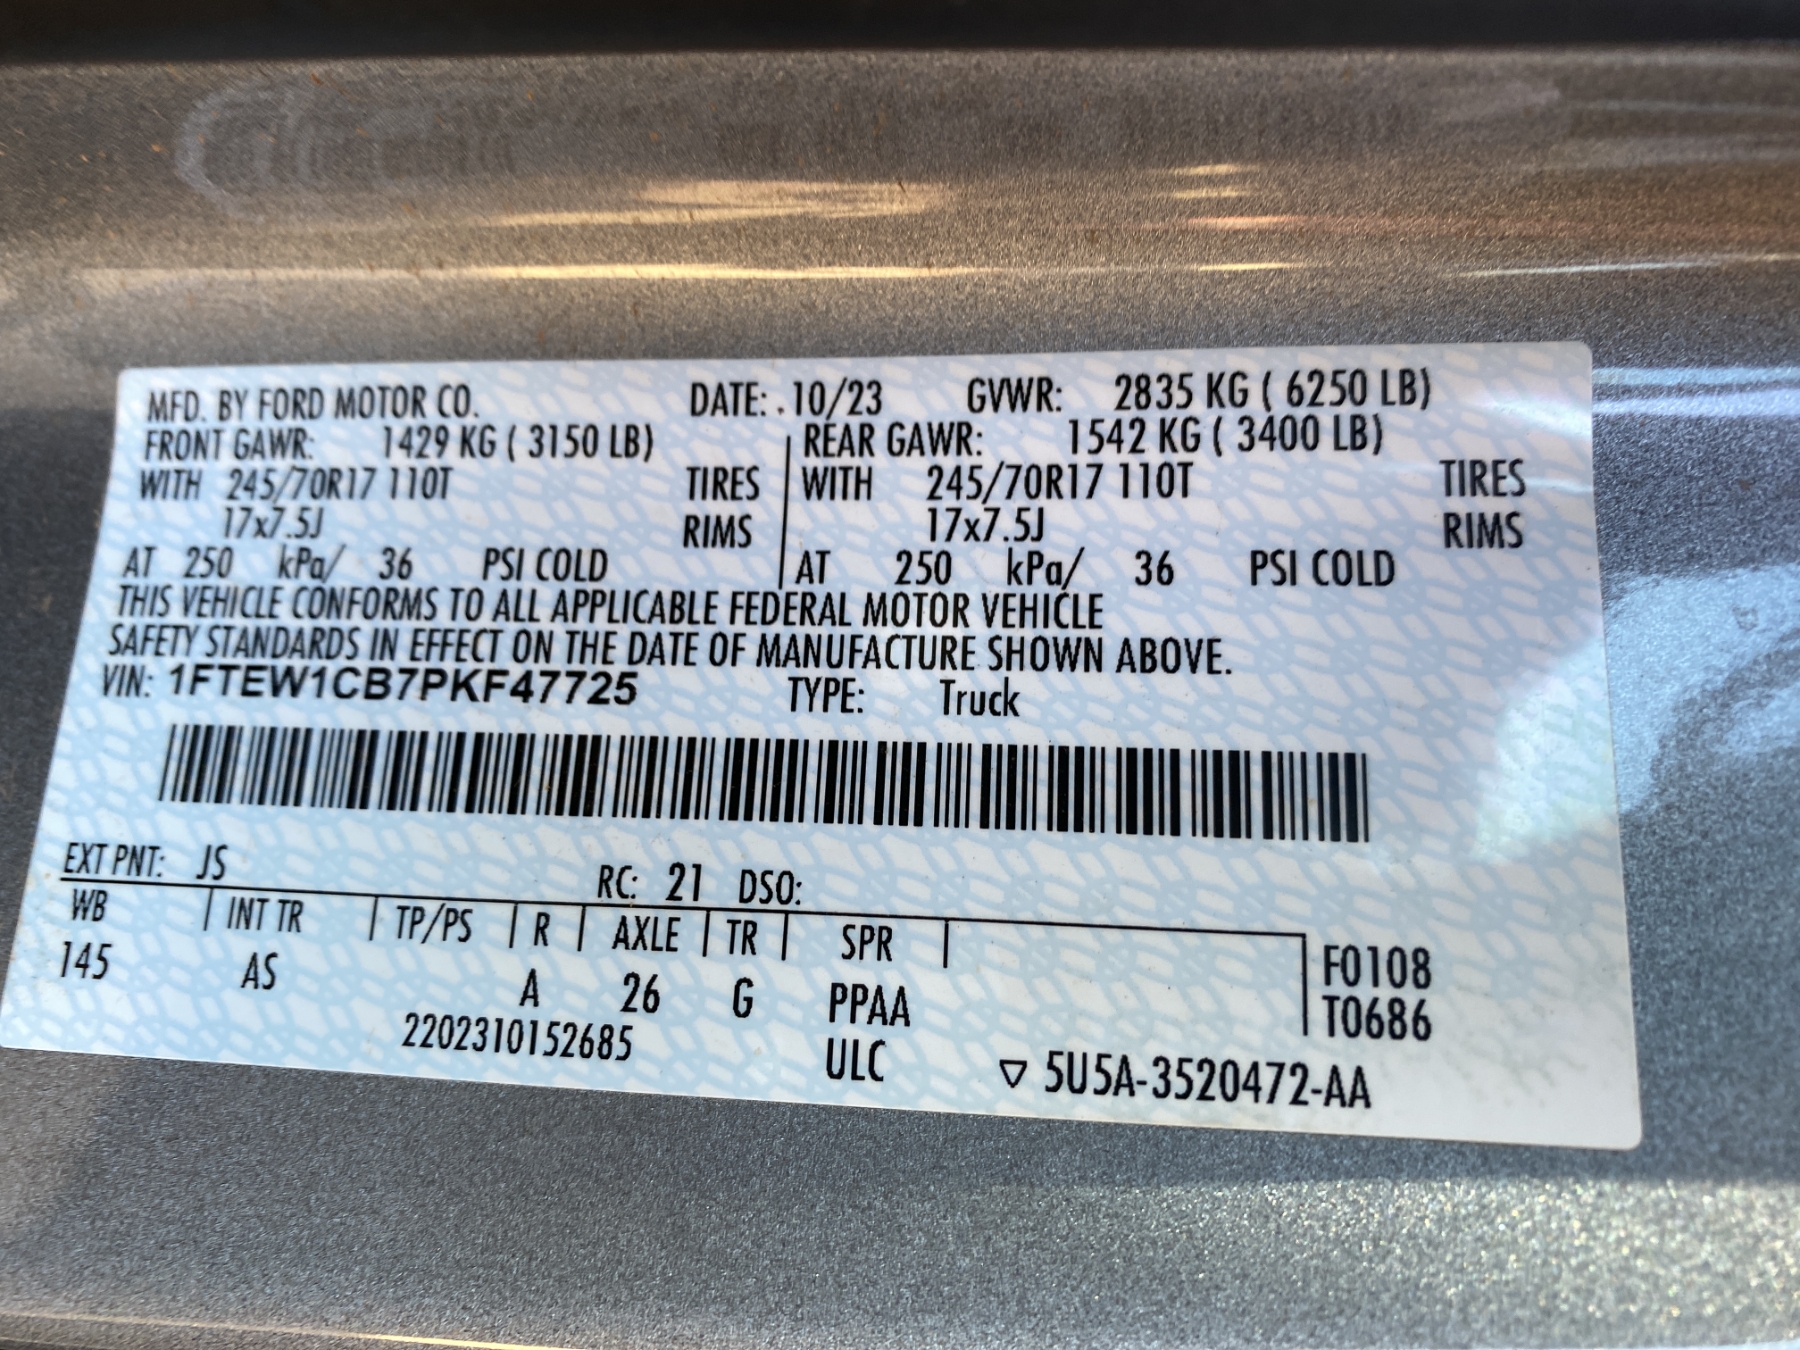 MFD. BY FORD MOTOR CO. DATE: . 10/23 GVWR: 2835 KG ( 6250 LB)
FRONT GAWR: 1429 KG ( 3150 LB) REAR GAWR: 1542 KG ( 3400 LB)
WITH 245/70R17 110T TIRES WITH 245/70R17 110T TIRES
17x7.5J RIMS 17x7.5J RIMS
AT 250 kPa/ 36 PSI COLD AT 250 kPa/ 36 PSI COLD
THIS VEHICLE CONFORMS TO ALL APPLICABLE FEDERAL MOTOR VEHICLE
SAFETY STANDARDS IN EFFECT ON THE DATE OF MANUFACTURE SHOWN ABOVE.
VIN: 1FTEW1CB7PKF47725 TYPE: Truck
EXT PNT: JS RC: 21 DSO:
WB INT TR TP/PS R AXLE TR SPR
145 AS A 26 G PPAA F0108
T0686
2202310152685 ULC ▽ 5U5A-3520472-AA